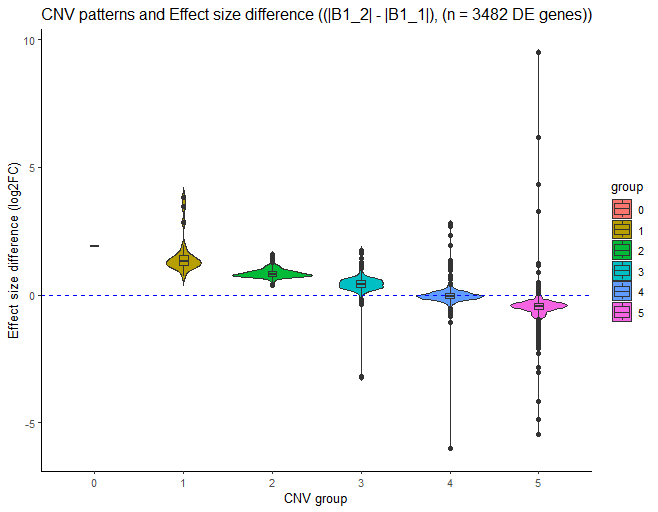 CNV patterns and Effect size difference ((|B1_2| - |B1_1|), (n = 3482 DE genes))
10
5
0
-5
Effect size difference (log2FC)
0 1 2 3 4 5
CNV group
group
0
1
2
3
4
5